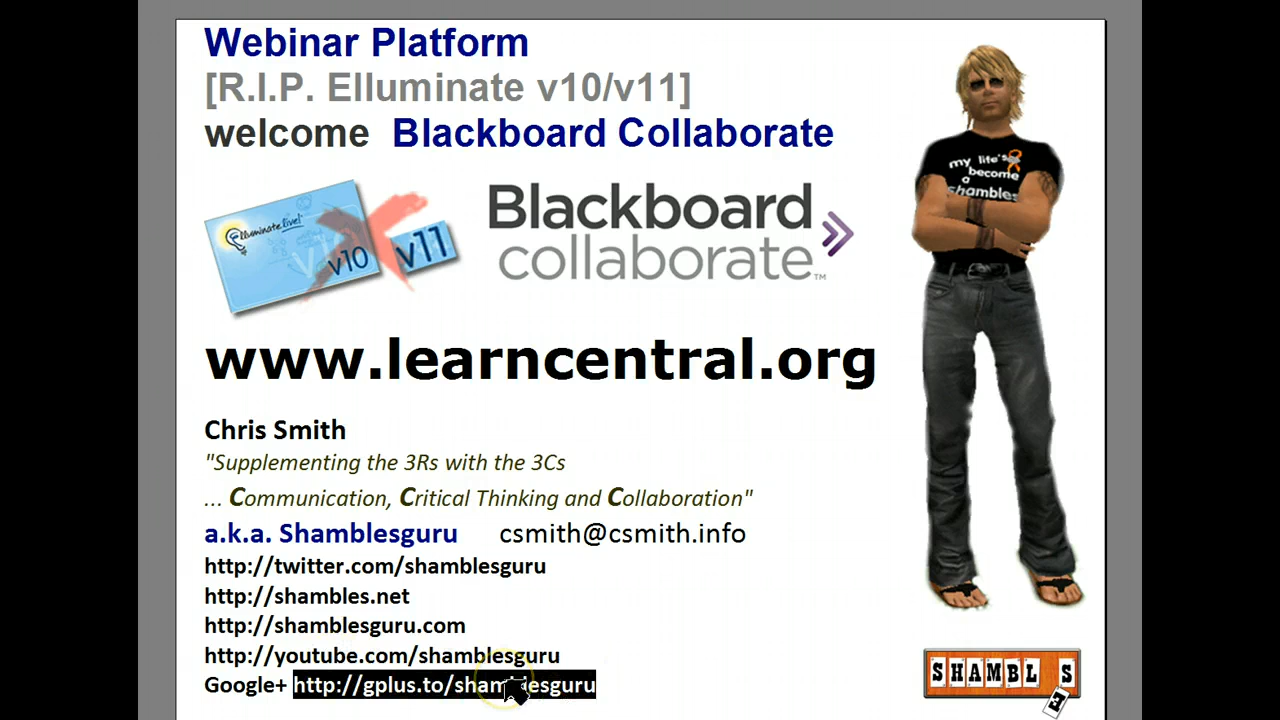 Webinar Platform
[R.I.P. Elluminate v10/v11]
welcome Blackboard Collaborate
elluminate live!
v10
v11
Blackboard
collaborate™
my life's
become
a
shambles
www.learncentral.org
Chris Smith
"Supplementing the 3Rs with the 3Cs
... Communication, Critical Thinking and Collaboration"
a.k.a. Shamblesguru csmith@csmith.info
http://twitter.com/shamblesguru
http://shambles.net
http://shamblesguru.com
http://youtube.com/shamblesguru
Google+ http://gplus.to/shamblesguru
SHAMBLES